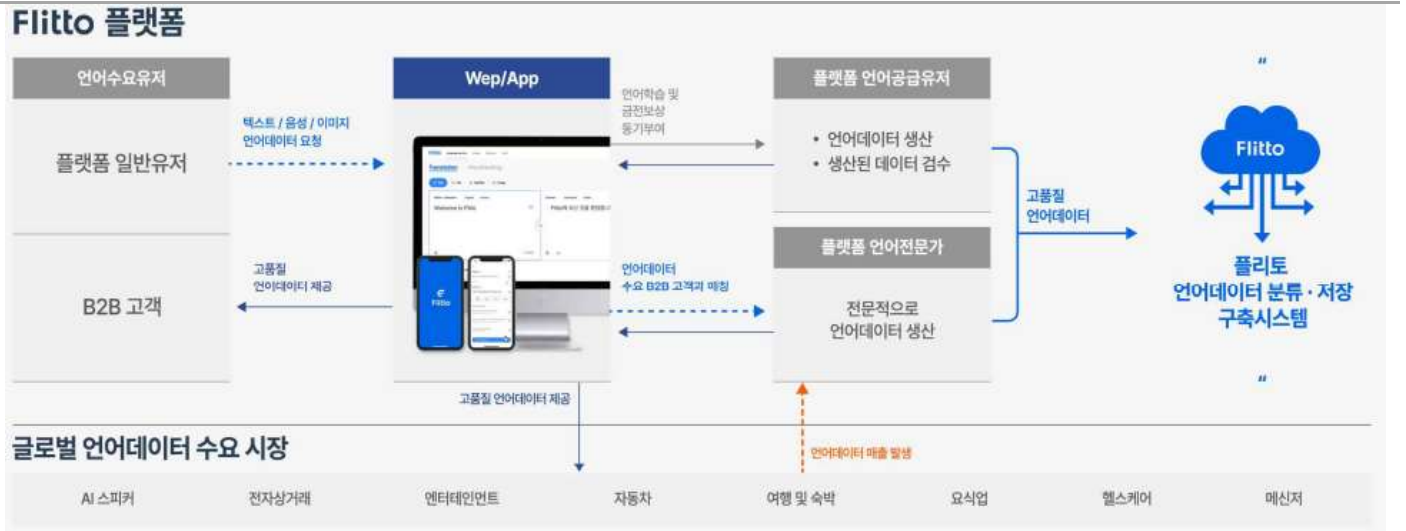 Flitto 플랫폼
언어수요유저
플랫폼 일반유저
B2B 고객
텍스트 / 음성 / 이미지
언어데이터 요청
고품질
언어데이터 제공
Wep/App
Welcome to Flitto
Flitto
언어학습 및
금전보상
동기부여
언어데이터
수요 B2B 고객과 매칭
플랫폼 언어공급유저
• 언어데이터 생산
• 생산된 데이터 검수
플랫폼 언어전문가
전문적으로
언어데이터 생산
고품질
언어데이터
"
Flitto
플리토
언어데이터 분류 · 저장
구축시스템
"
고품질 언어데이터 제공
언어데이터 매출 발생
글로벌 언어데이터 수요 시장
AI 스피커
전자상거래
엔터테인먼트
자동차
여행 및 숙박
요식업
헬스케어
메신저